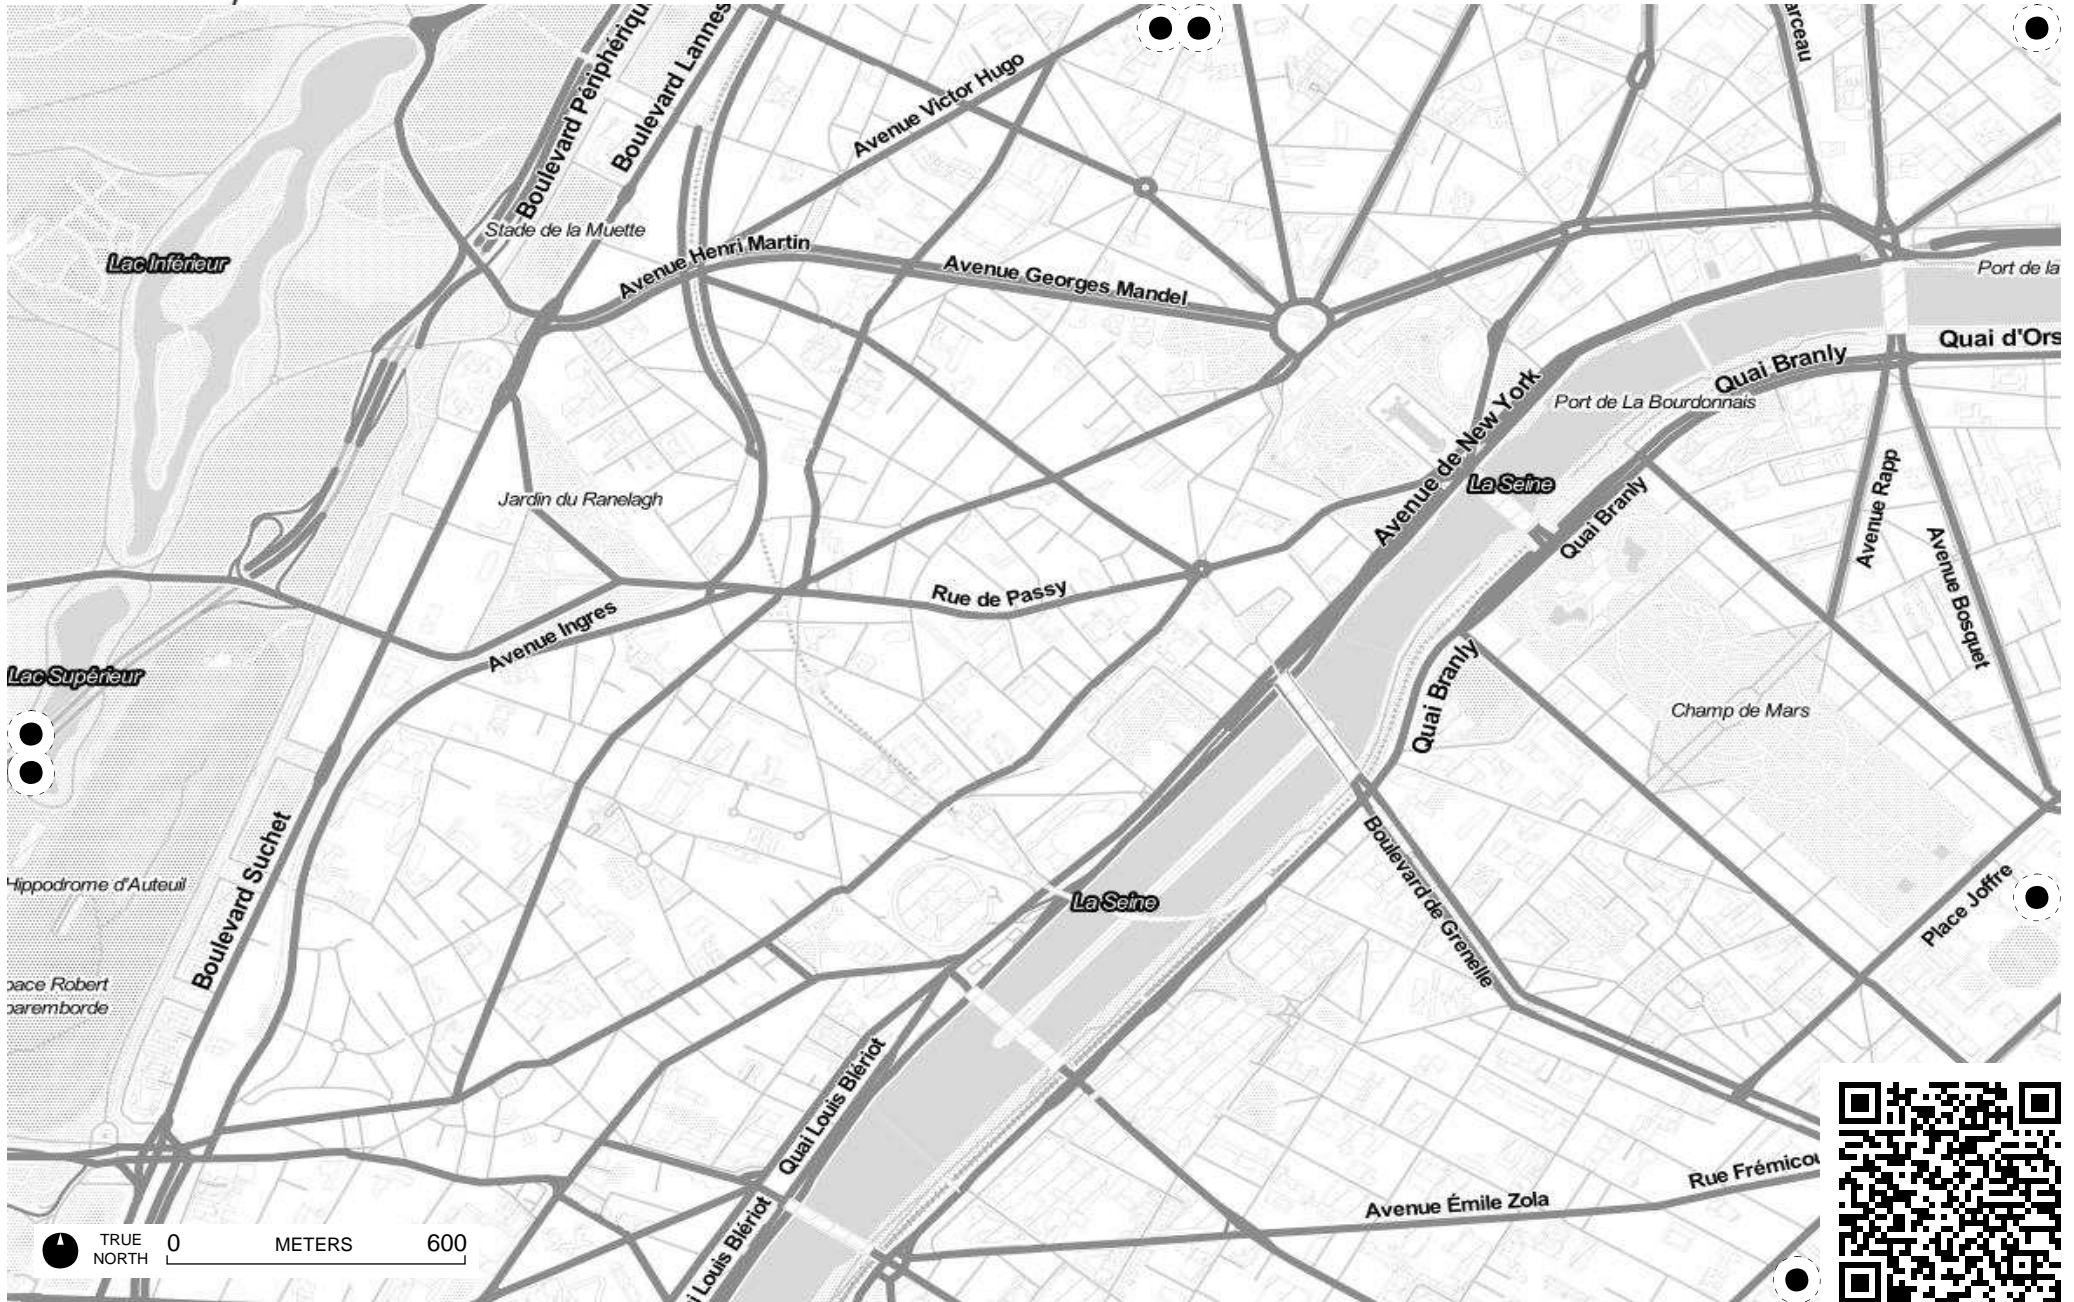 Boulevard Périphérique
Boulevard Lannes
Avenue Victor Hugo
Stade de la Muette
Avenue Henri Martin
Avenue Georges Mandel
Lac Inférieur
Port de la
Quai d'Ors
Quai Branly
Port de La Bourdonnais
Avenue de New York
La Seine
Quai Branly
Avenue Rapp
Avenue Bosquet
Jardin du Ranelagh
Rue de Passy
Avenue Ingres
Lac Supérieur
Quai Branly
Champ de Mars
Boulevard Suchet
Hippodrome d'Auteuil
La Seine
Boulevard de Grenelle
Place Joffre
pace Robert
paremborde
Quai Louis Blériot
i Louis Blériot
Avenue Émile Zola
Rue Frémicou
TRUE
NORTH
0 METERS 600